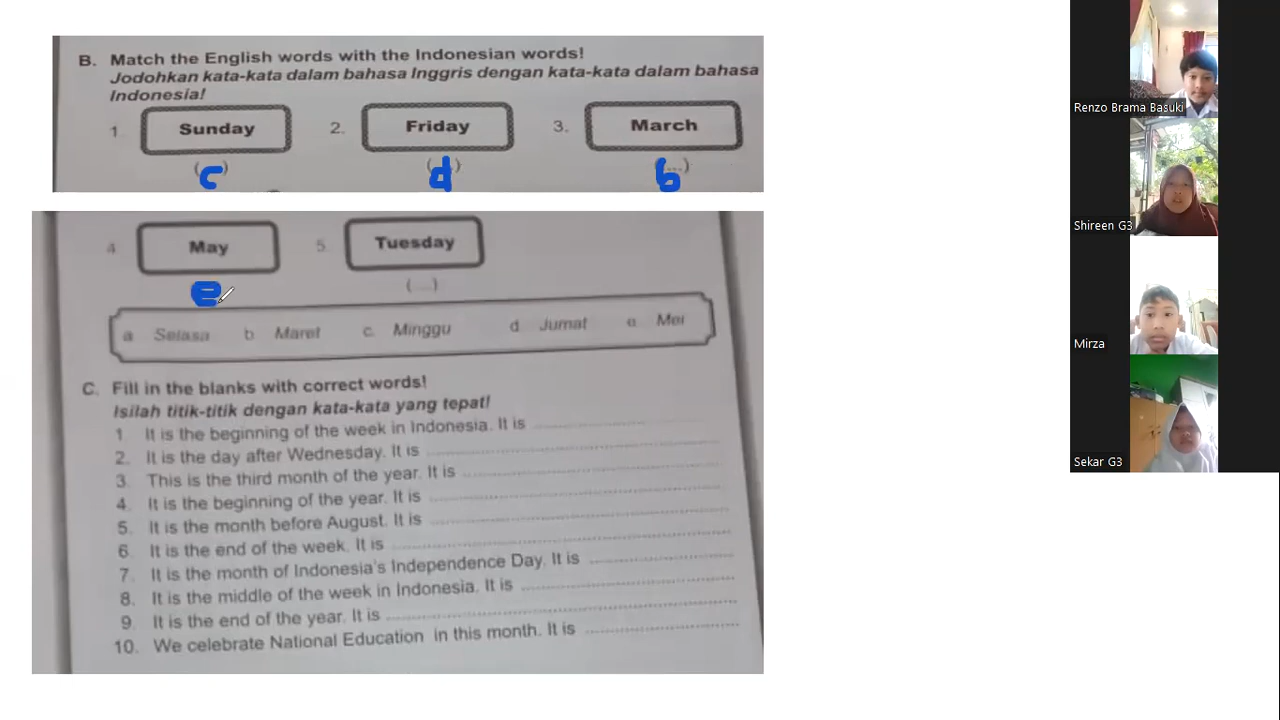 B. Match the English words with the Indonesian words!
Jodohkan kata-kata dalam bahasa Inggris dengan kata-kata dalam bahasa
Indonesia!
1. Sunday 2. Friday 3. March
(c) (d) (b...)
4. May 5. Tuesday
e (...)
a Selasa b Maret c. Minggu d. Jumat e. Mei
C. Fill in the blanks with correct words!
Isilah titik-titik dengan kata-kata yang tepat!
1. It is the beginning of the week in Indonesia. It is ....................
2. It is the day after Wednesday. It is ....................
3. This is the third month of the year. It is ....................
4. It is the beginning of the year. It is ....................
5. It is the month before August. It is ....................
6. It is the end of the week. It is ....................
7. It is the month of Indonesia's Independence Day. It is ....................
8. It is the middle of the week in Indonesia. It is ....................
9. It is the end of the year. It is ....................
10. We celebrate National Education in this month. It is ....................
Renzo Brama Basuki
Shireen G3
Mirza
Sekar G3